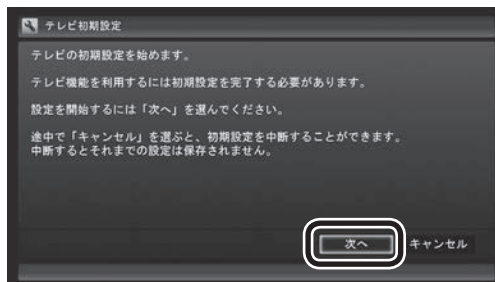 テレビ初期設定
テレビの初期設定を始めます。
テレビ機能を利用するには初期設定を完了する必要があります。
設定を開始するには「次へ」を選んでください。
途中で「キャンセル」を選ぶと、初期設定を中断することができます。
中断するとそれまでの設定は保存されません。
次へ キャンセル